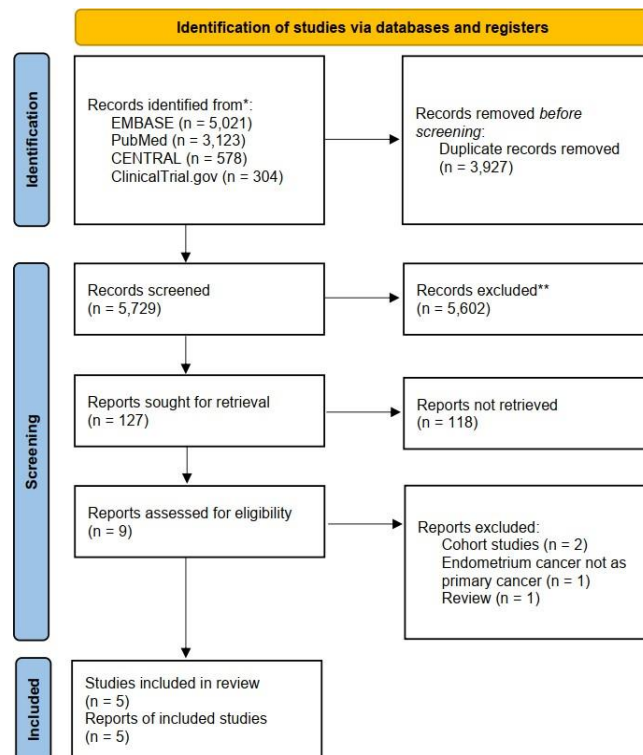 Identification of studies via databases and registers
Identification
Records identified from*:
EMBASE (n = 5,021)
PubMed (n = 3,123)
CENTRAL (n = 578)
ClinicalTrial.gov (n = 304)
Records removed before
screening:
Duplicate records removed
(n = 3,927)
Screening
Records screened
(n = 5,729)
Records excluded**
(n = 5,602)
Reports sought for retrieval
(n = 127)
Reports not retrieved
(n = 118)
Reports assessed for eligibility
(n = 9)
Reports excluded:
Cohort studies (n = 2)
Endometrium cancer not as
primary cancer (n = 1)
Review (n = 1)
Included
Studies included in review
(n = 5)
Reports of included studies
(n = 5)